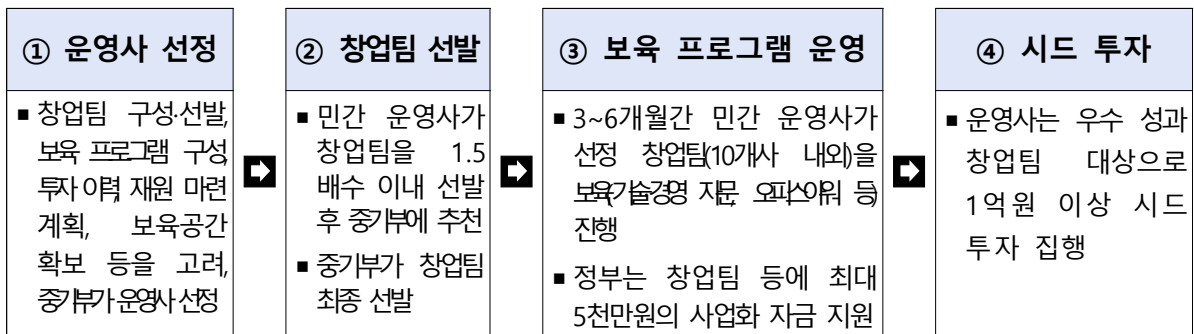 ① 운영사 선정
▪ 창업팀 구성·선발,
보육 프로그램 구성,
투자 이력, 재원 마련
계획, 보육공간
확보 등을 고려,
중기부가 운영사 선정
② 창업팀 선발
▪ 민간 운영사가
창업팀을 1.5
배수 이내 선발
후 중기부에 추천
▪ 중기부가 창업팀
최종 선발
③ 보육 프로그램 운영
▪ 3~6개월간 민간 운영사가
선정 창업팀(10개사 내외)을
보육(기술경영 자문, 오피스아워 등)
진행
▪ 정부는 창업팀 등에 최대
5천만원의 사업화 자금 지원
④ 시드 투자
▪ 운영사는 우수 성과
창업팀 대상으로
1억원 이상 시드
투자 집행